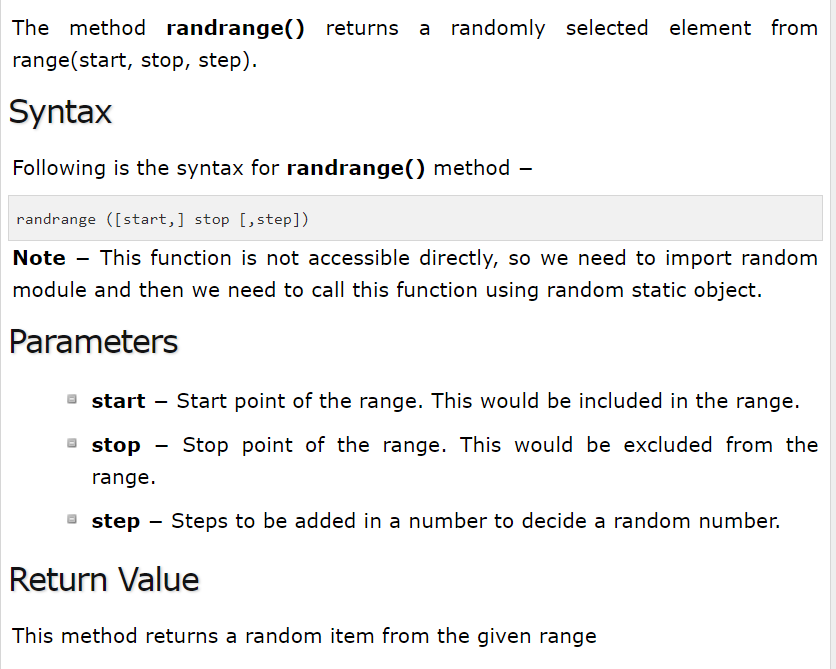 The method randrange() returns a randomly selected element from
range(start, stop, step).
Syntax
Following is the syntax for randrange() method −
randrange ([start,] stop [,step])
Note − This function is not accessible directly, so we need to import random
module and then we need to call this function using random static object.
Parameters
start − Start point of the range. This would be included in the range.
stop − Stop point of the range. This would be excluded from the
range.
step − Steps to be added in a number to decide a random number.
Return Value
This method returns a random item from the given range